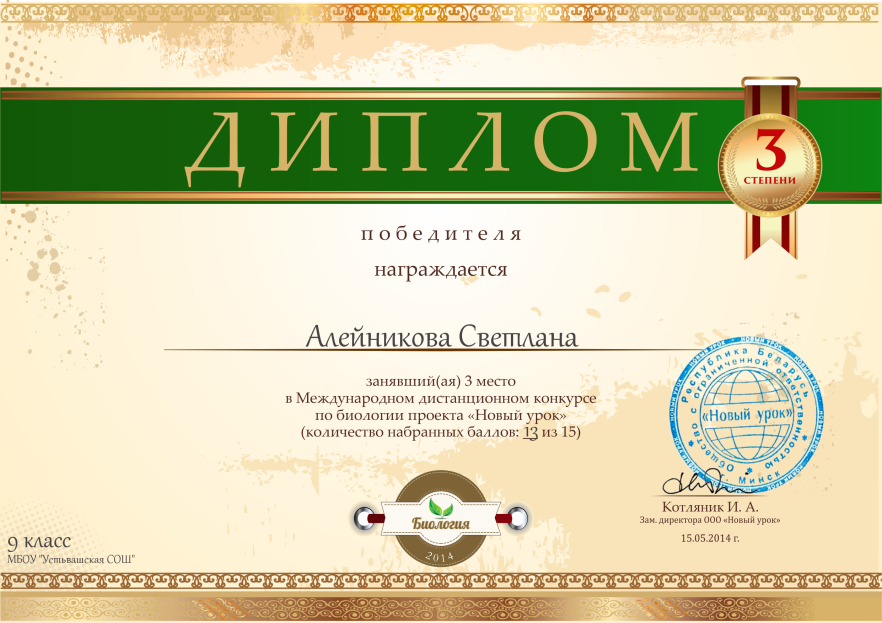 ДИПЛОМ
3
СТЕПЕНИ
победителя
награждается
Алейникова Светлана
занявший(ая) 3 место
в Международном дистанционном конкурсе
по биологии проекта «Новый урок»
(количество набранных баллов: 13 из 15)
Республика Беларусь
Общество с ограниченной ответственностью
«Новый урок»
г. Минск
НОВЫЙ УРОК
Котляник И. А.
Зам. директора ООО «Новый урок»
15.05.2014 г.
Биология
2014
9 класс
МБОУ "Устьвашская СОШ"